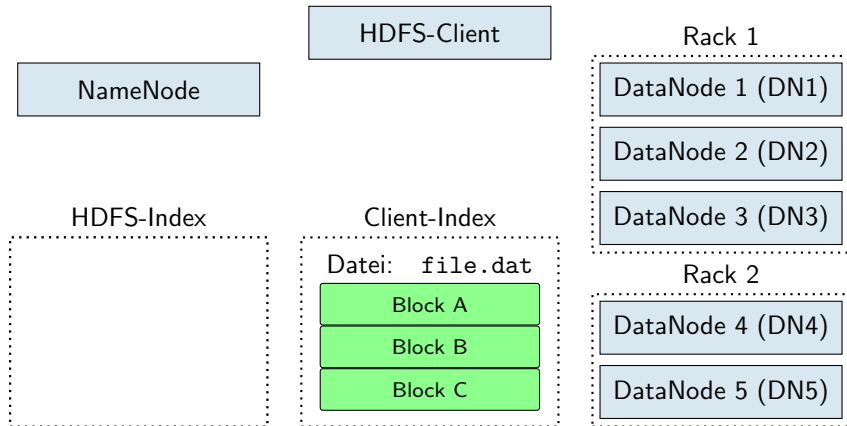 HDFS-Client
NameNode
HDFS-Index
Client-Index
Datei: file.dat
Block A
Block B
Block C
Rack 1
DataNode 1 (DN1)
DataNode 2 (DN2)
DataNode 3 (DN3)
Rack 2
DataNode 4 (DN4)
DataNode 5 (DN5)